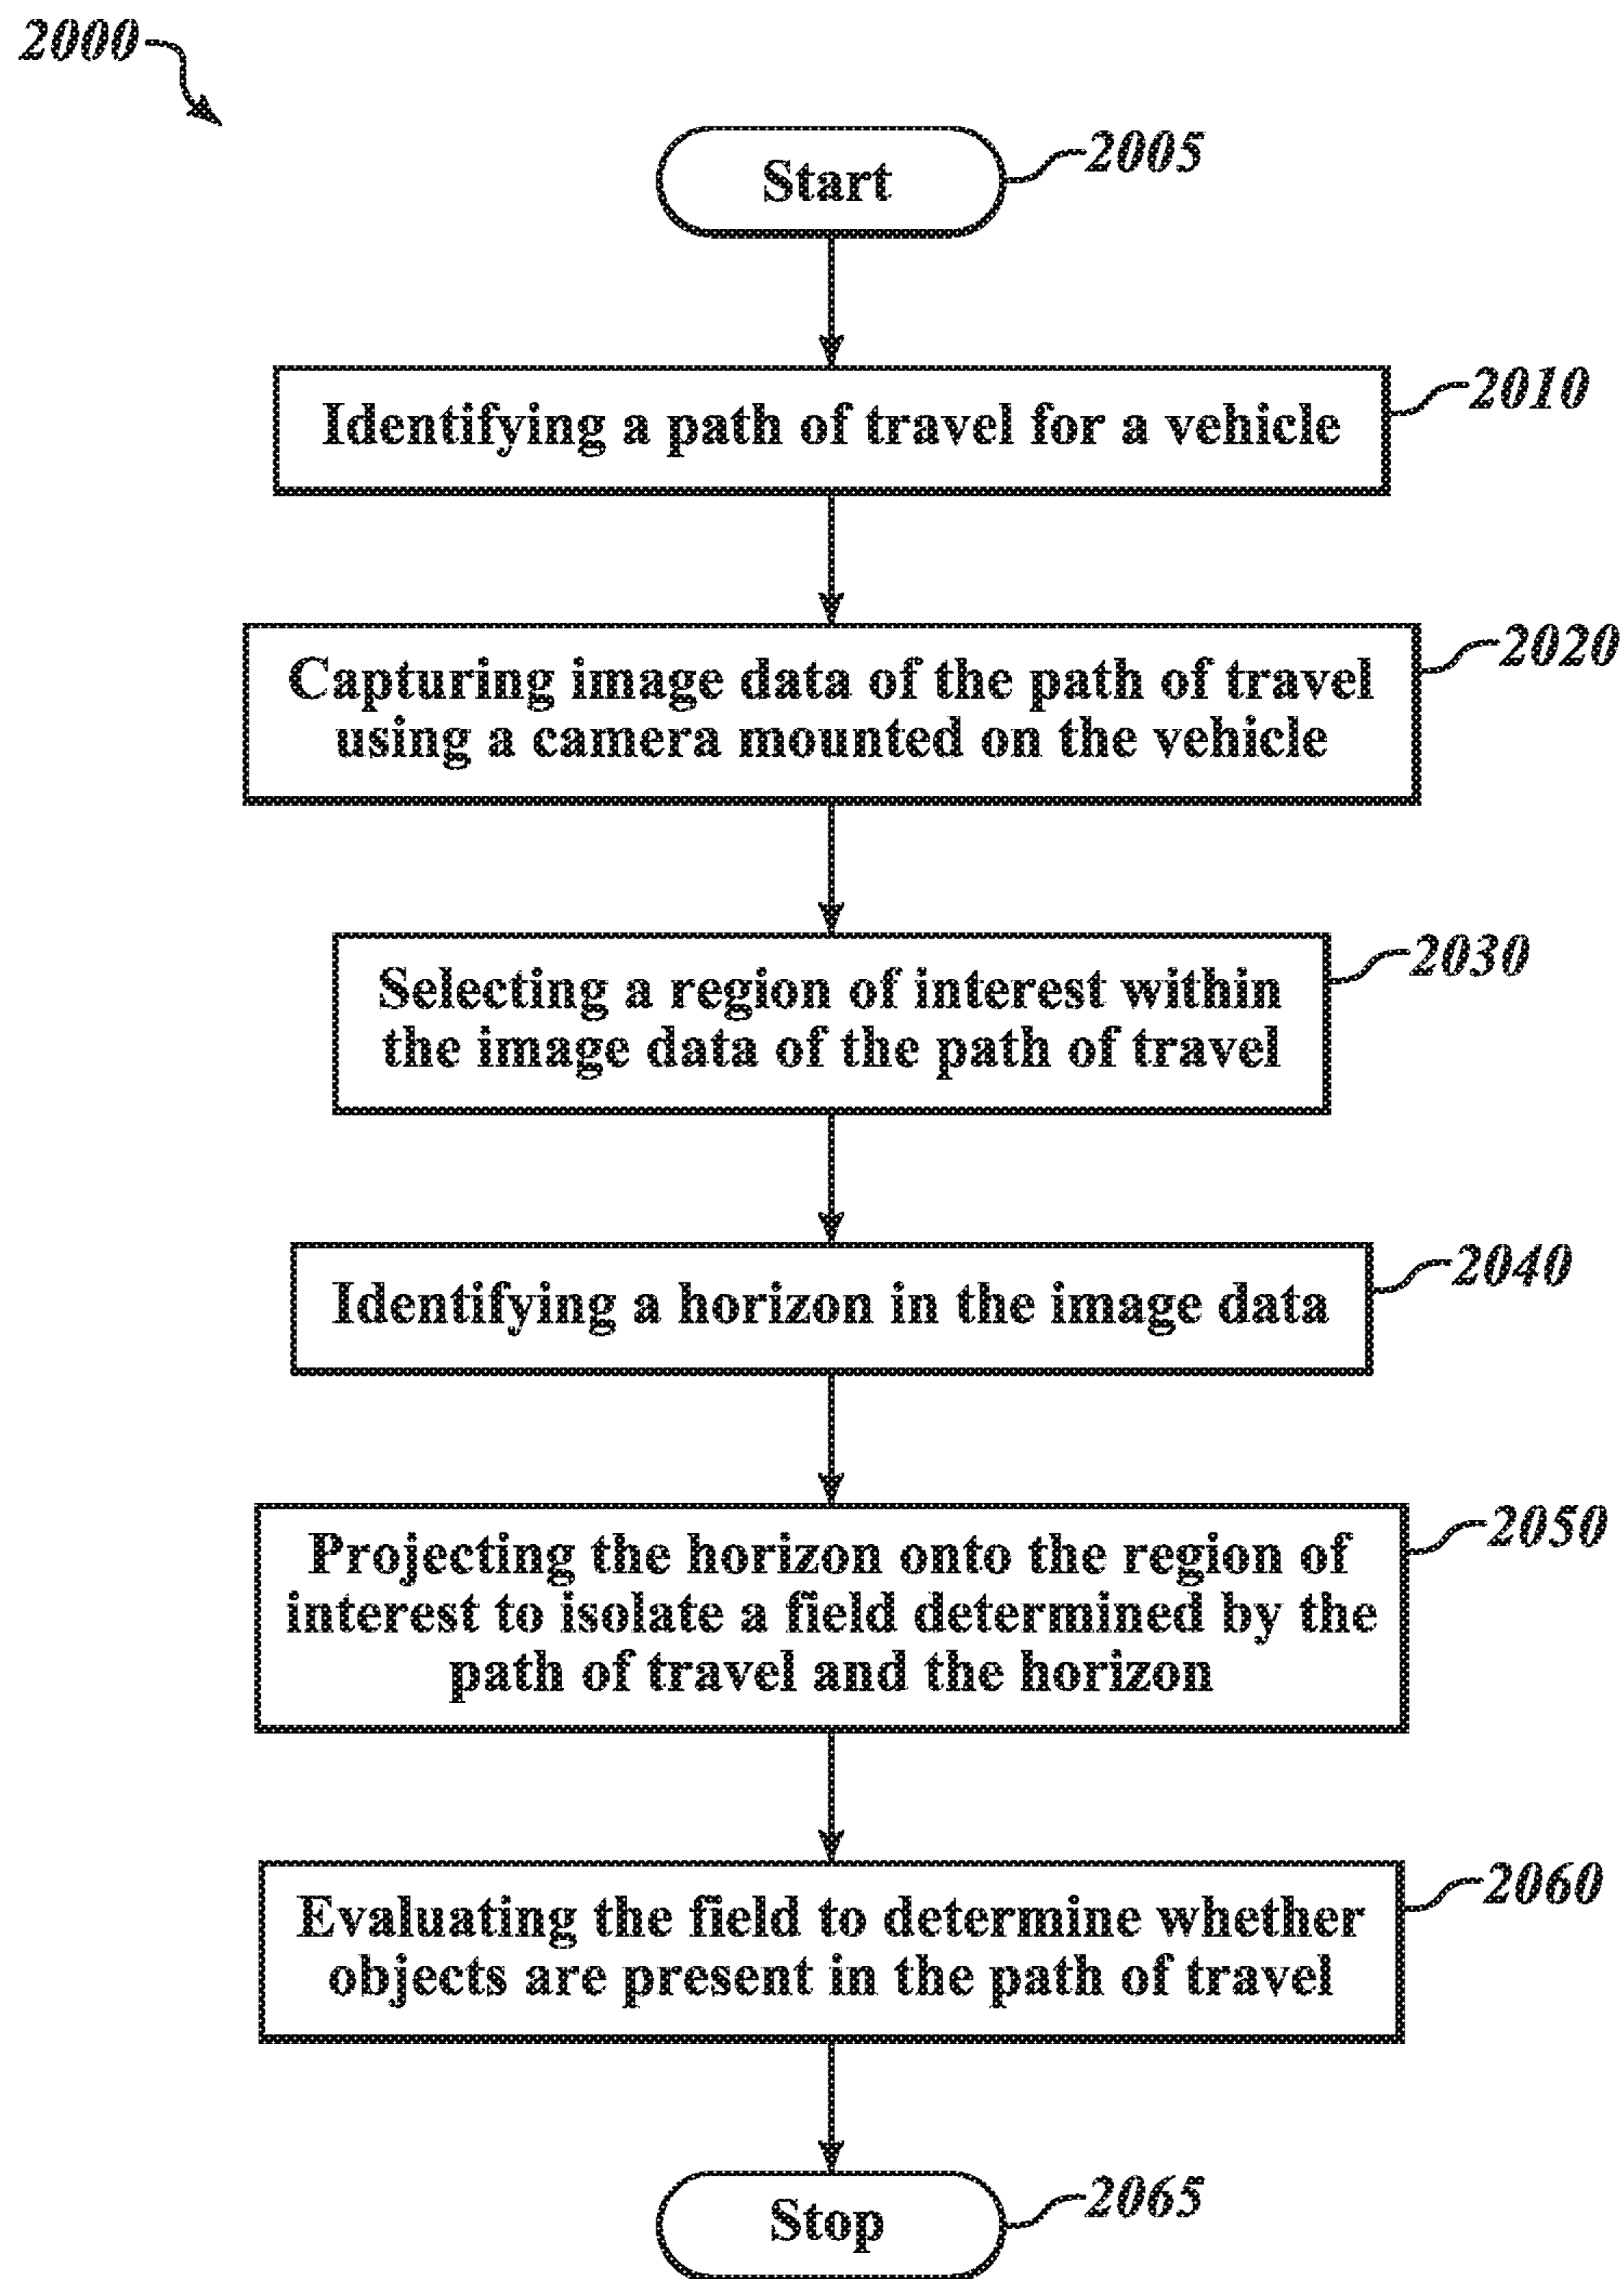 2000
Start
2005
Identifying a path of travel for a vehicle
2010
Capturing image data of the path of travel
using a camera mounted on the vehicle
2020
Selecting a region of interest within
the image data of the path of travel
2030
Identifying a horizon in the image data
2040
Projecting the horizon onto the region of
interest to isolate a field determined by the
path of travel and the horizon
2050
Evaluating the field to determine whether
objects are present in the path of travel
2060
Stop
2065